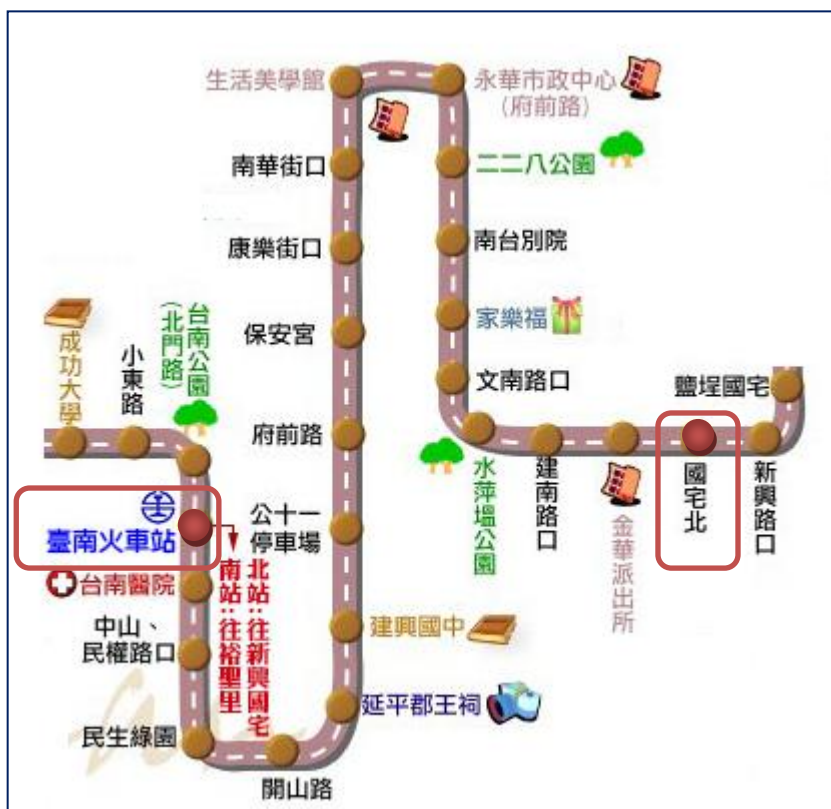 生活美學館
永華市政中心
(府前路)
南華街口
二二八公園
康樂街口
南台別院
保安宮
家樂福
成功大學
小東路
台南公園
(北門路)
文南路口
鹽埕國宅
府前路
水萍塭公園
建南路口
金華派出所
國宅北
新興路口
臺南火車站
公十一
停車場
台南醫院
北站：往新興國宅
南站：往裕聖里
中山、
民權路口
建興國中
延平郡王祠
民生綠園
開山路